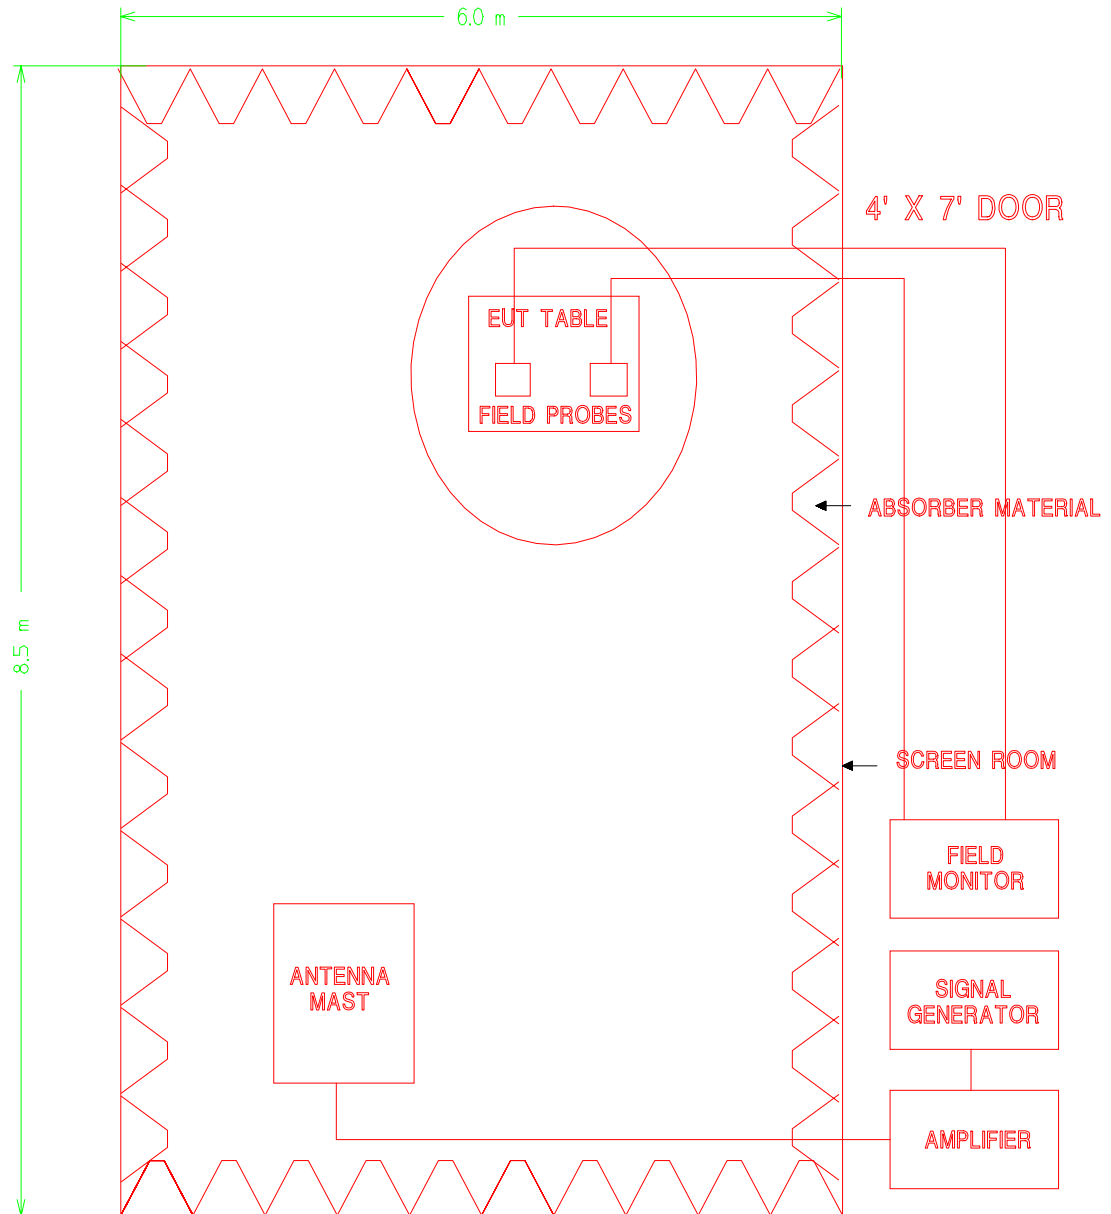 6.0 m
4' X 7' DOOR
EUT TABLE
FIELD PROBES
ABSORBER MATERIAL
8.5 m
SCREEN ROOM
FIELD
MONITOR
ANTENNA
MAST
SIGNAL
GENERATOR
AMPLIFIER